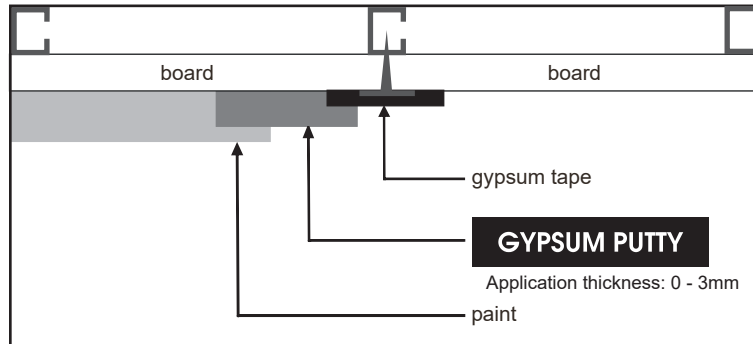 board
board
gypsum tape
GYPSUM PUTTY
Application thickness: 0 - 3mm
paint